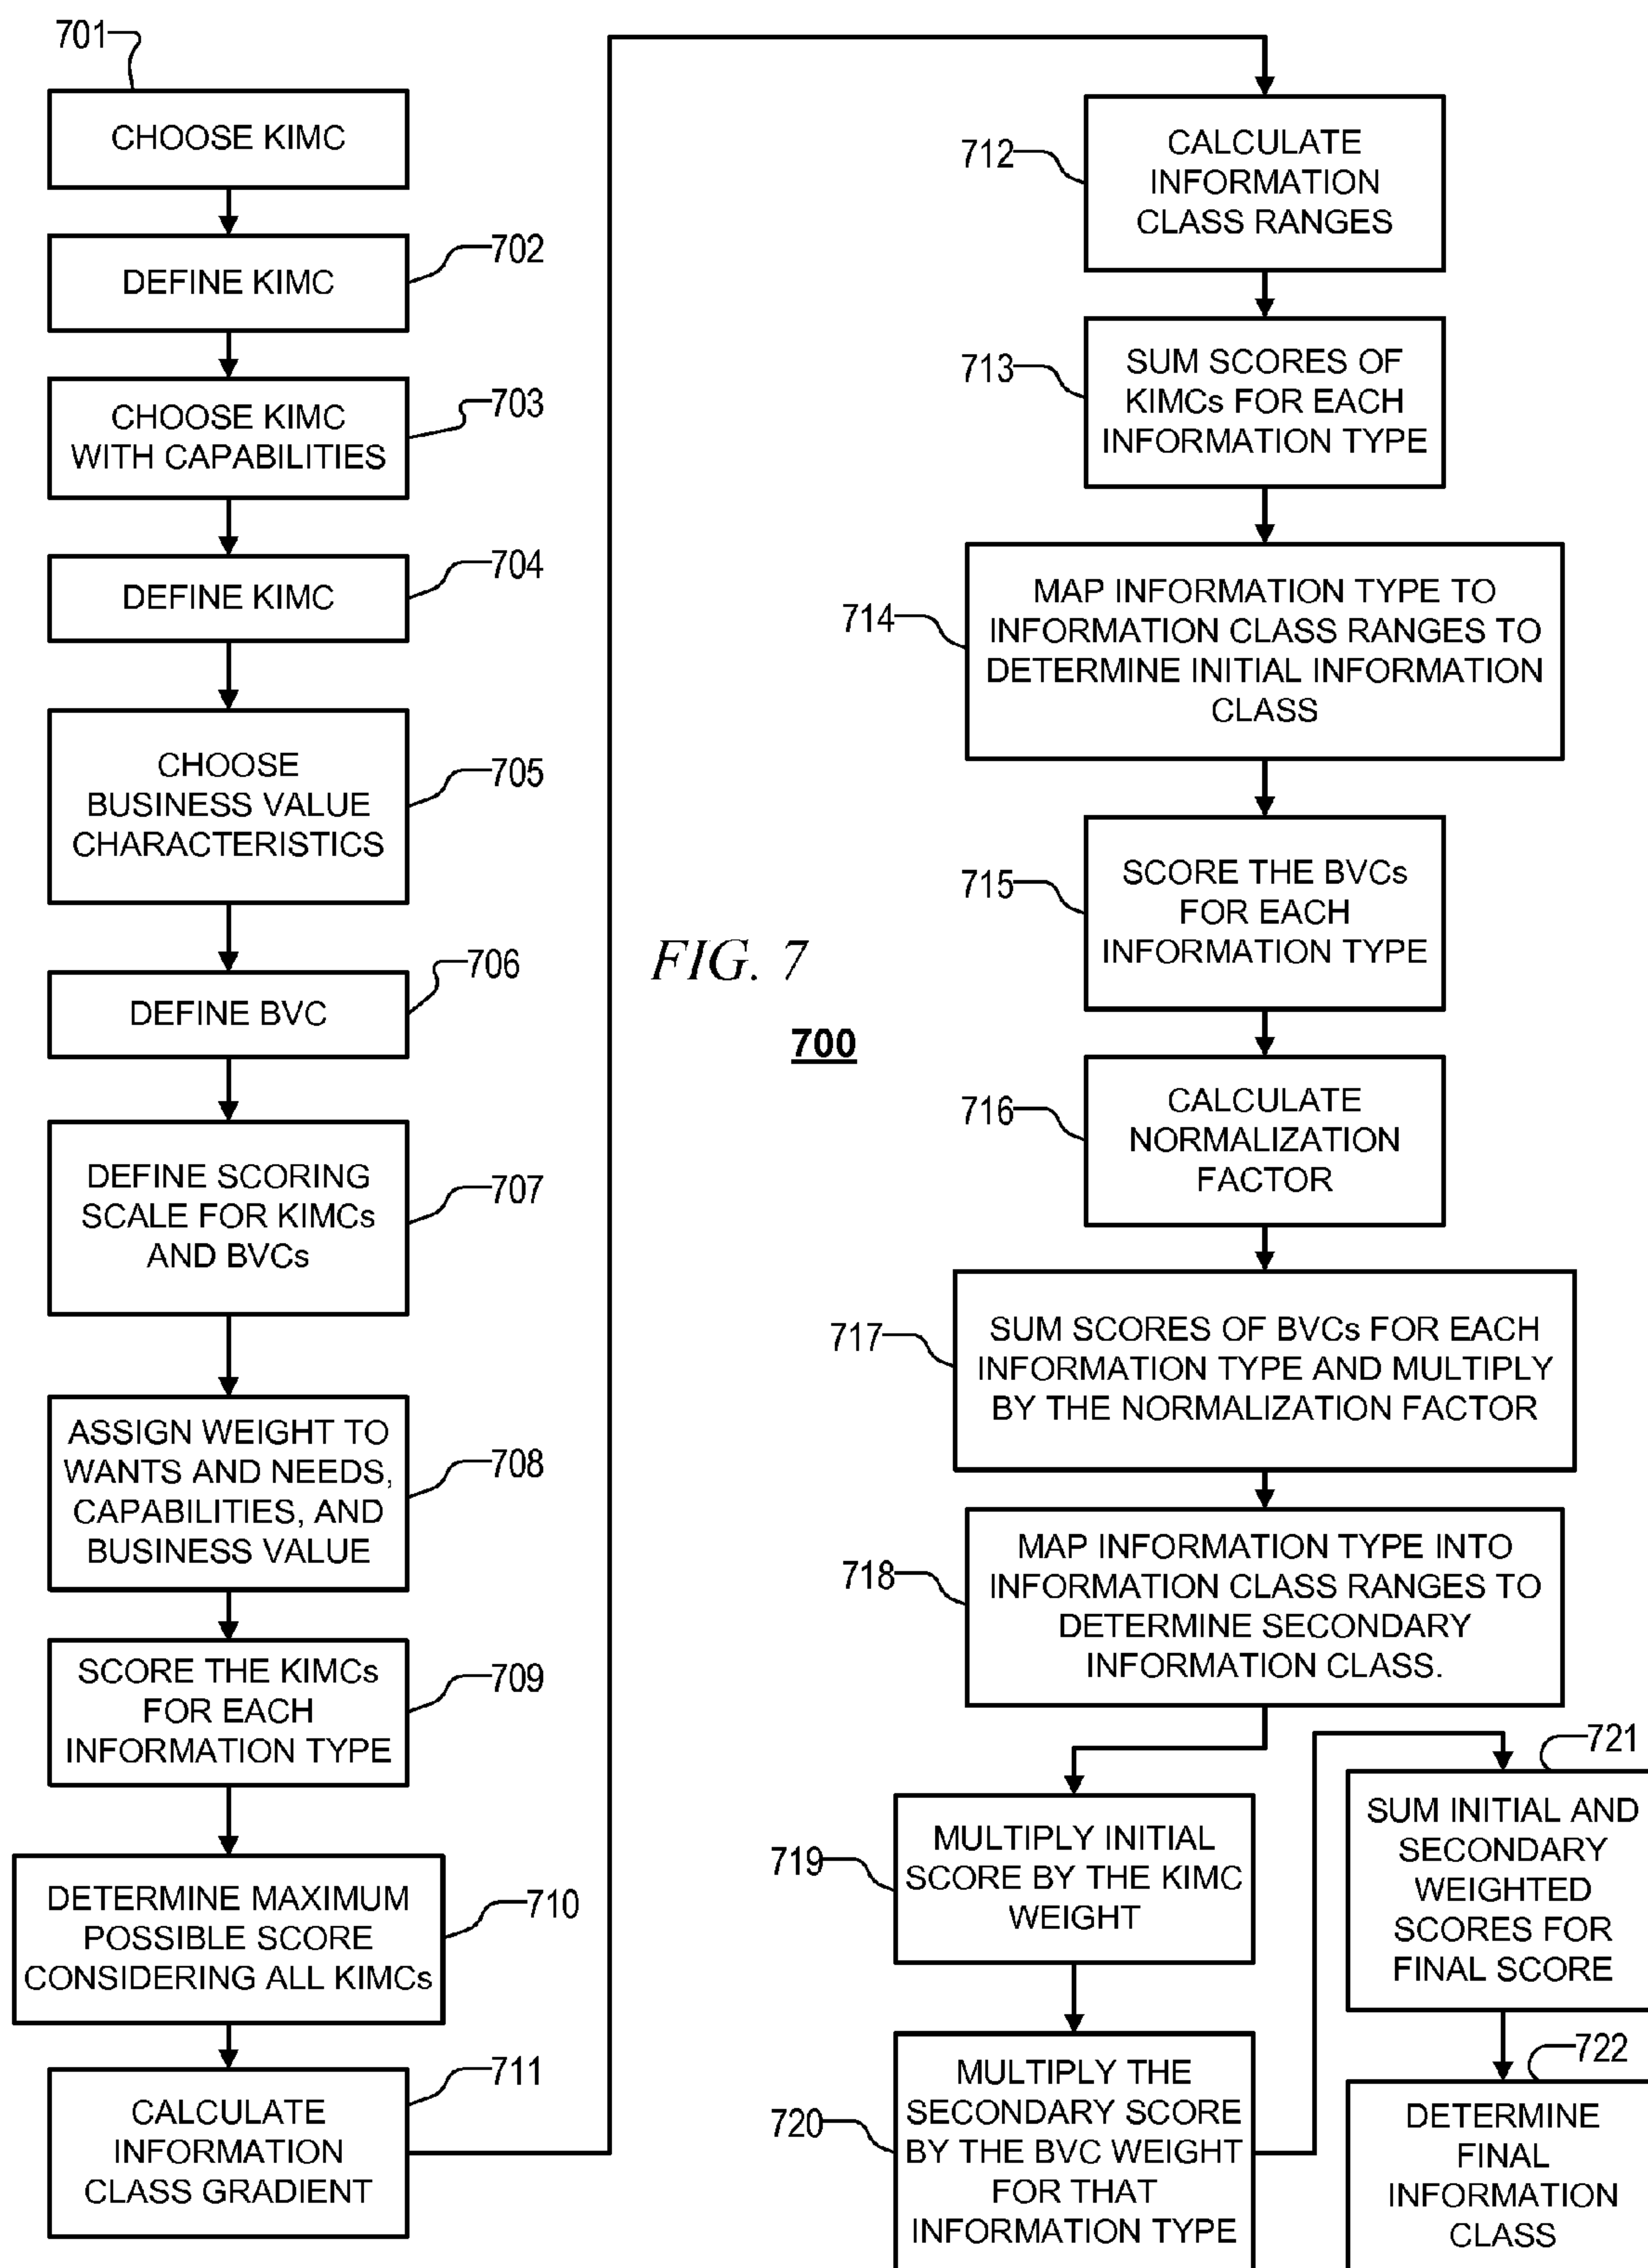 701
CHOOSE KIMC
702
DEFINE KIMC
703
CHOOSE KIMC
WITH CAPABILITIES
704
DEFINE KIMC
705
CHOOSE
BUSINESS VALUE
CHARACTERISTICS
706
DEFINE BVC
707
DEFINE SCORING
SCALE FOR KIMCs
AND BVCs
708
ASSIGN WEIGHT TO
WANTS AND NEEDS,
CAPABILITIES, AND
BUSINESS VALUE
709
SCORE THE KIMCs
FOR EACH
INFORMATION TYPE
710
DETERMINE MAXIMUM
POSSIBLE SCORE
CONSIDERING ALL KIMCs
711
CALCULATE
INFORMATION
CLASS GRADIENT
FIG. 7
700
712
CALCULATE
INFORMATION
CLASS RANGES
713
SUM SCORES OF
KIMCs FOR EACH
INFORMATION TYPE
714
MAP INFORMATION TYPE TO
INFORMATION CLASS RANGES TO
DETERMINE INITIAL INFORMATION
CLASS
715
SCORE THE BVCs
FOR EACH
INFORMATION TYPE
716
CALCULATE
NORMALIZATION
FACTOR
717
SUM SCORES OF BVCs FOR EACH
INFORMATION TYPE AND MULTIPLY
BY THE NORMALIZATION FACTOR
718
MAP INFORMATION TYPE INTO
INFORMATION CLASS RANGES TO
DETERMINE SECONDARY
INFORMATION CLASS.
719
MULTIPLY INITIAL
SCORE BY THE KIMC
WEIGHT
720
MULTIPLY THE
SECONDARY SCORE
BY THE BVC WEIGHT
FOR THAT
INFORMATION TYPE
721
SUM INITIAL AND
SECONDARY
WEIGHTED
SCORES FOR
FINAL SCORE
722
DETERMINE
FINAL
INFORMATION
CLASS